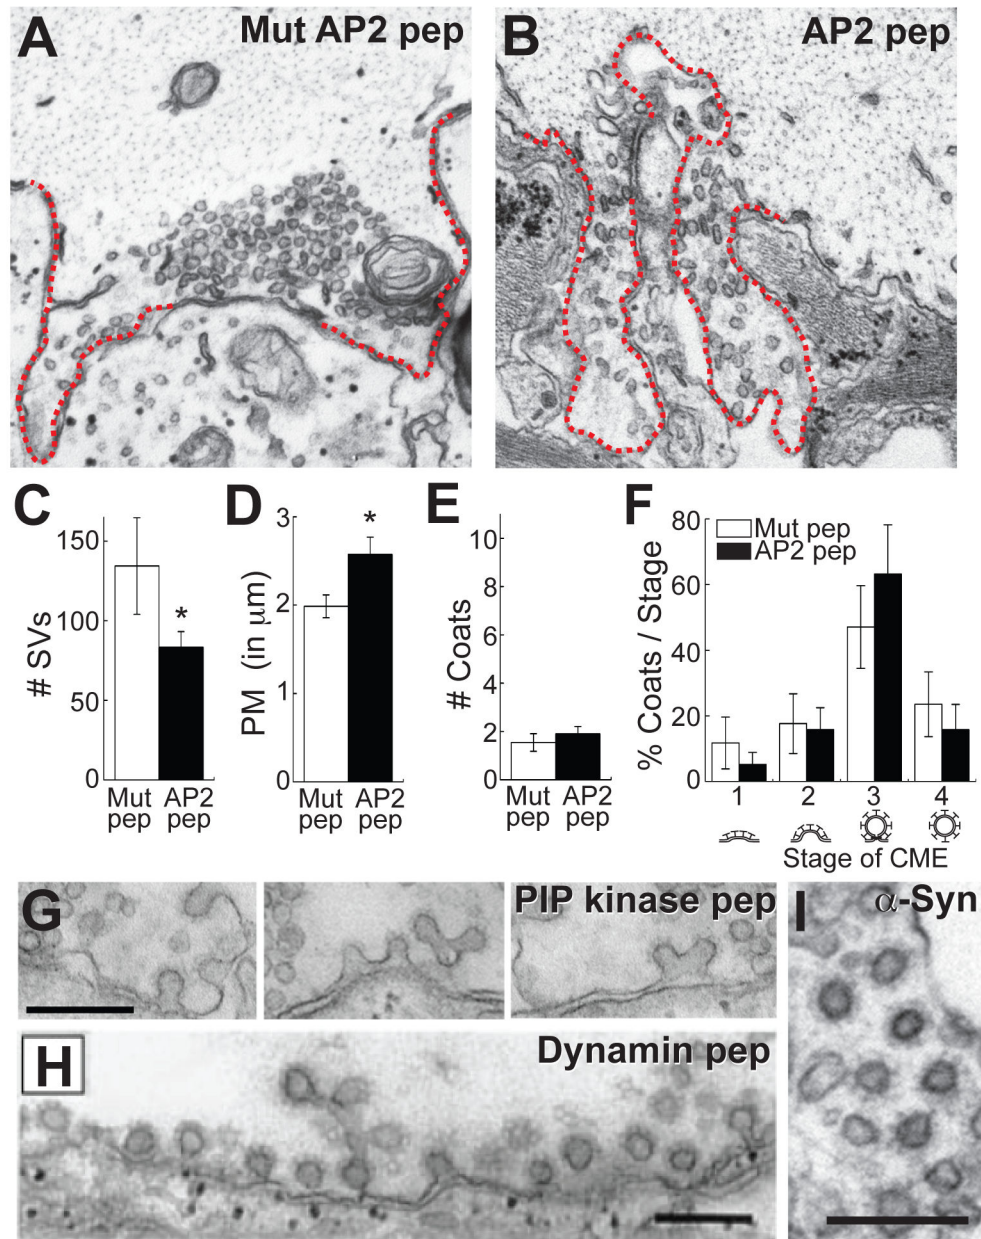 A
Mut AP2 pep
B
AP2 pep
C
# SVs
150
100
50
0
Mut pep
AP2 pep
*
D
PM (in μm)
3
2
1
0
Mut pep
AP2 pep
*
E
# Coats
10
8
6
4
2
0
Mut pep
AP2 pep
F
% Coats / Stage
80
60
40
20
0
Mut pep
AP2 pep
1 2 3 4
Stage of CME
G
PIP kinase pep
H
Dynamin pep
I
α-Syn